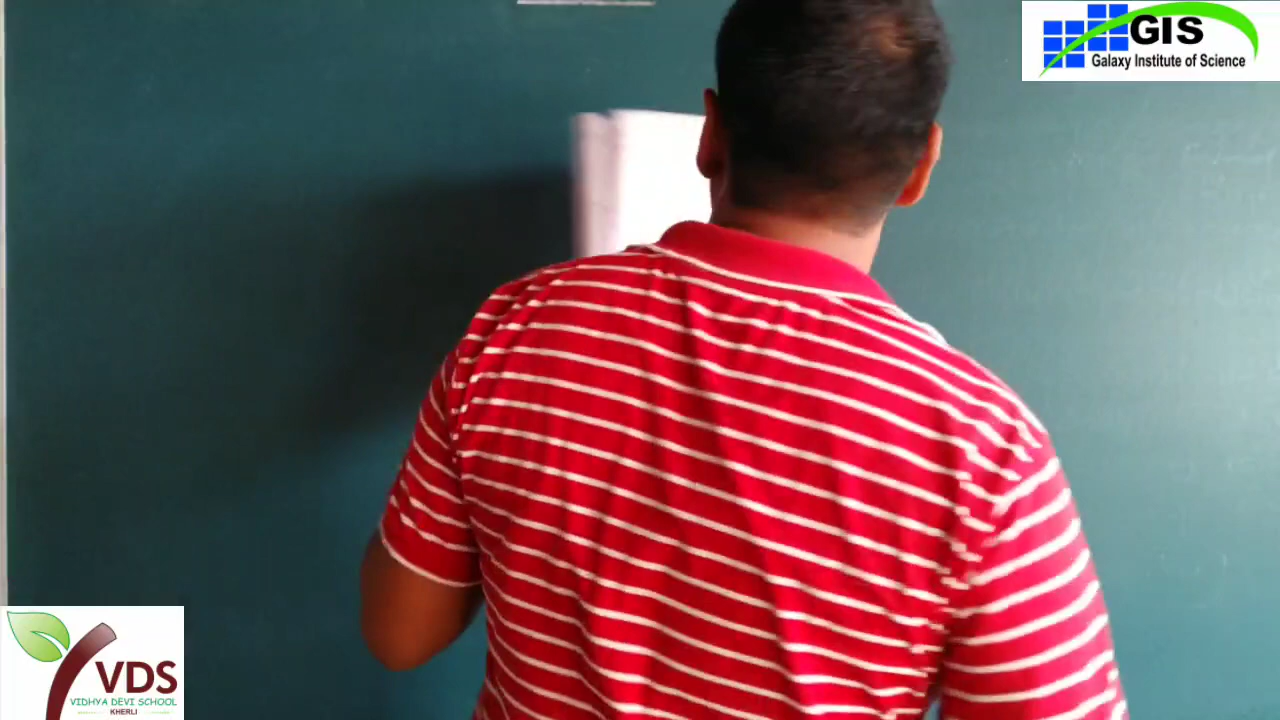 GIS
Galaxy Institute of Science
VDS
VIDHYA DEVI SCHOOL
KHERLI